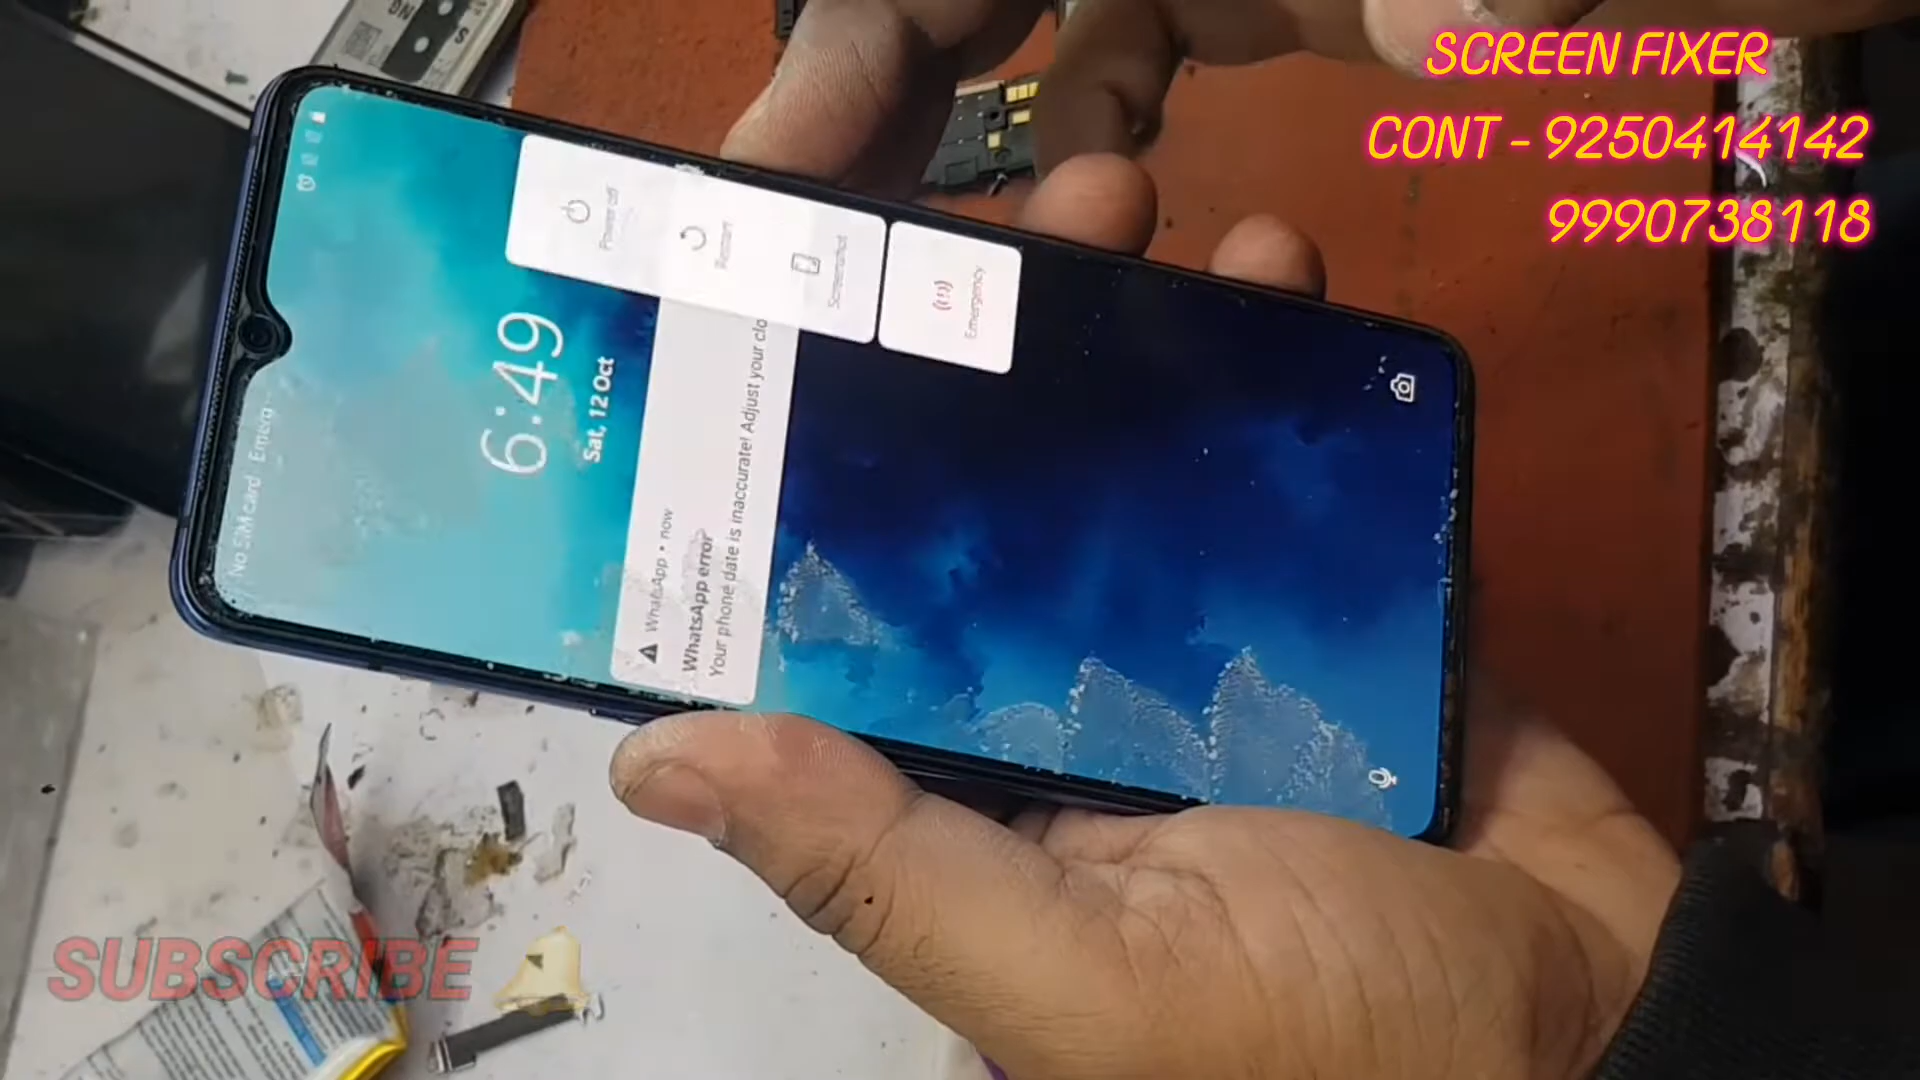 SCREEN FIXER
CONT - 9250414142
9990738118
No SIM card Emerg
6:49
Sat, 12 Oct
Power off
Restart
Screenshot
Emergency
WhatsApp • now
WhatsApp error
Your phone date is inaccurate! Adjust your clo
SUBSCRIBE